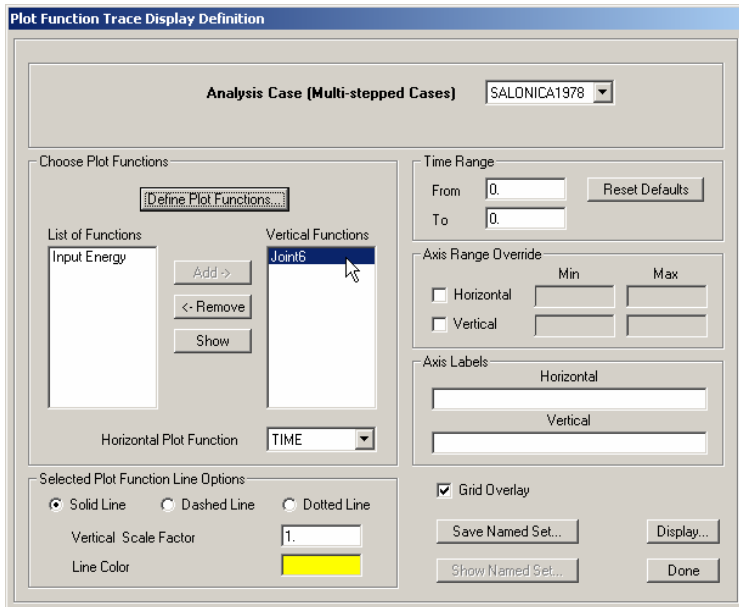 Plot Function Trace Display Definition
Analysis Case (Multi-stepped Cases) SALONICA1978
Choose Plot Functions
Define Plot Functions...
List of Functions
Vertical Functions
Input Energy
Joint6
Add ->
<- Remove
Show
Horizontal Plot Function TIME
Selected Plot Function Line Options
Solid Line Dashed Line Dotted Line
Vertical Scale Factor 1.
Line Color
Time Range
From 0. Reset Defaults
To 0.
Axis Range Override
Min Max
Horizontal
Vertical
Axis Labels
Horizontal
Vertical
Grid Overlay
Save Named Set... Display...
Show Named Set... Done